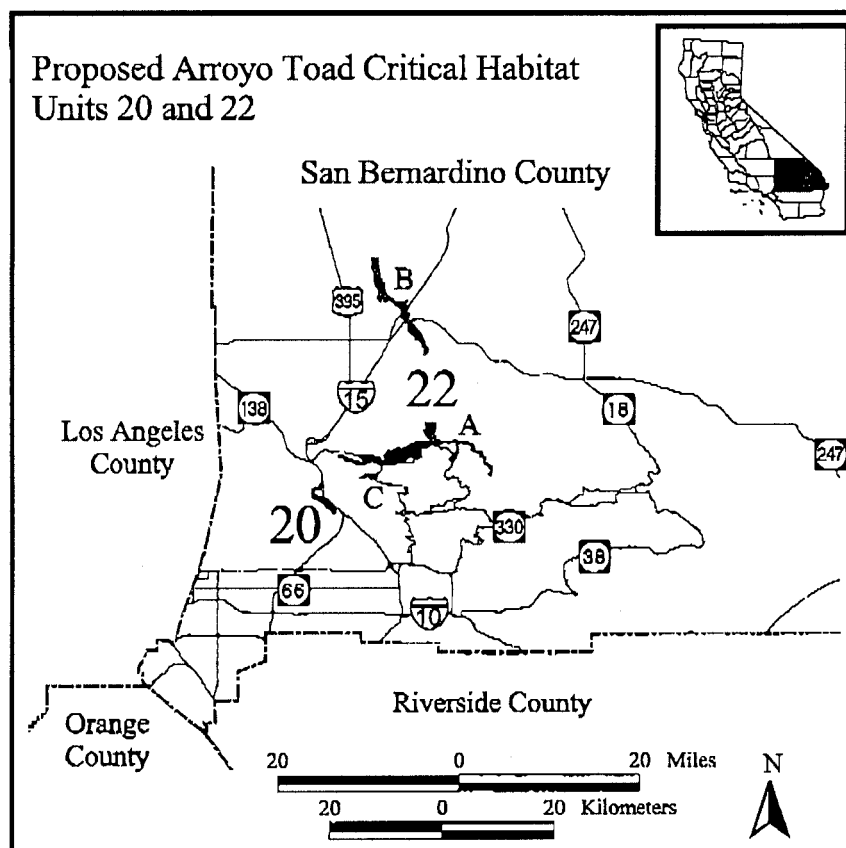 Proposed Arroyo Toad Critical Habitat
Units 20 and 22
San Bernardino County
B
395
247
22
15
138
18
A
Los Angeles
County
247
C
20
330
38
66
10
Riverside County
Orange
County
20 0 20 Miles
20 0 20 Kilometers
N